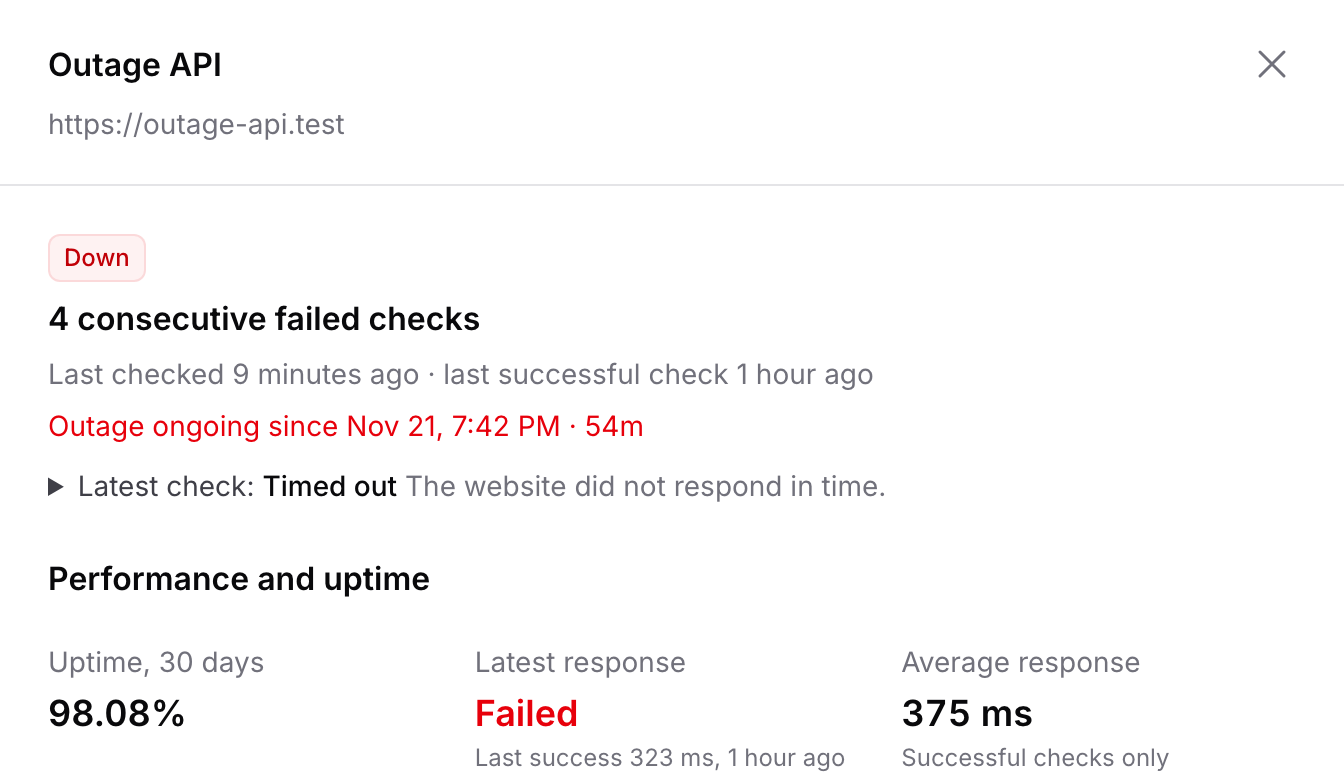 Outage API
https://outage-api.test
Down
4 consecutive failed checks
Last checked 9 minutes ago · last successful check 1 hour ago
Outage ongoing since Nov 21, 7:42 PM · 54m
Latest check: Timed out The website did not respond in time.
Performance and uptime
Uptime, 30 days
98.08%
Latest response
Failed
Last success 323 ms, 1 hour ago
Average response
375 ms
Successful checks only